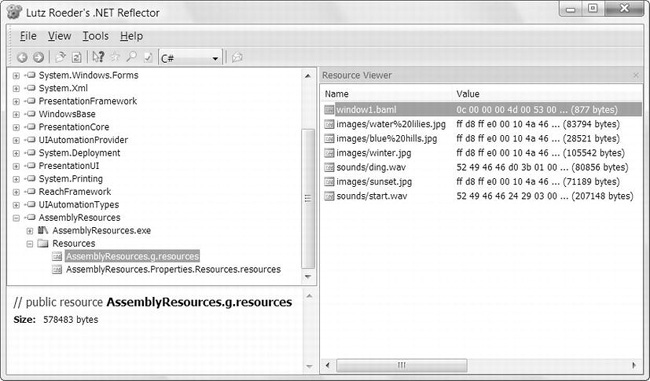 Lutz Roeder's .NET Reflector
File View Tools Help
C#
System.Windows.Forms
System.Xml
PresentationFramework
WindowsBase
PresentationCore
UIAutomationProvider
System.Deployment
PresentationUI
System.Printing
ReachFramework
UIAutomationTypes
AssemblyResources
AssemblyResources.exe
Resources
AssemblyResources.g.resources
AssemblyResources.Properties.Resources.resources
// public resource AssemblyResources.g.resources
Size: 578483 bytes
Resource Viewer
Name Value
window1.baml 0c 00 00 00 4d 00 53 00 ... (877 bytes)
images/water%20lilies.jpg ff d8 ff e0 00 10 4a 46 ... (83794 bytes)
images/blue%20hills.jpg ff d8 ff e0 00 10 4a 46 ... (28521 bytes)
images/winter.jpg ff d8 ff e0 00 10 4a 46 ... (105542 bytes)
sounds/ding.wav 52 49 46 46 d0 3b 01 00 ... (80856 bytes)
images/sunset.jpg ff d8 ff e0 00 10 4a 46 ... (71189 bytes)
sounds/start.wav 52 49 46 46 24 29 03 00 ... (207148 bytes)